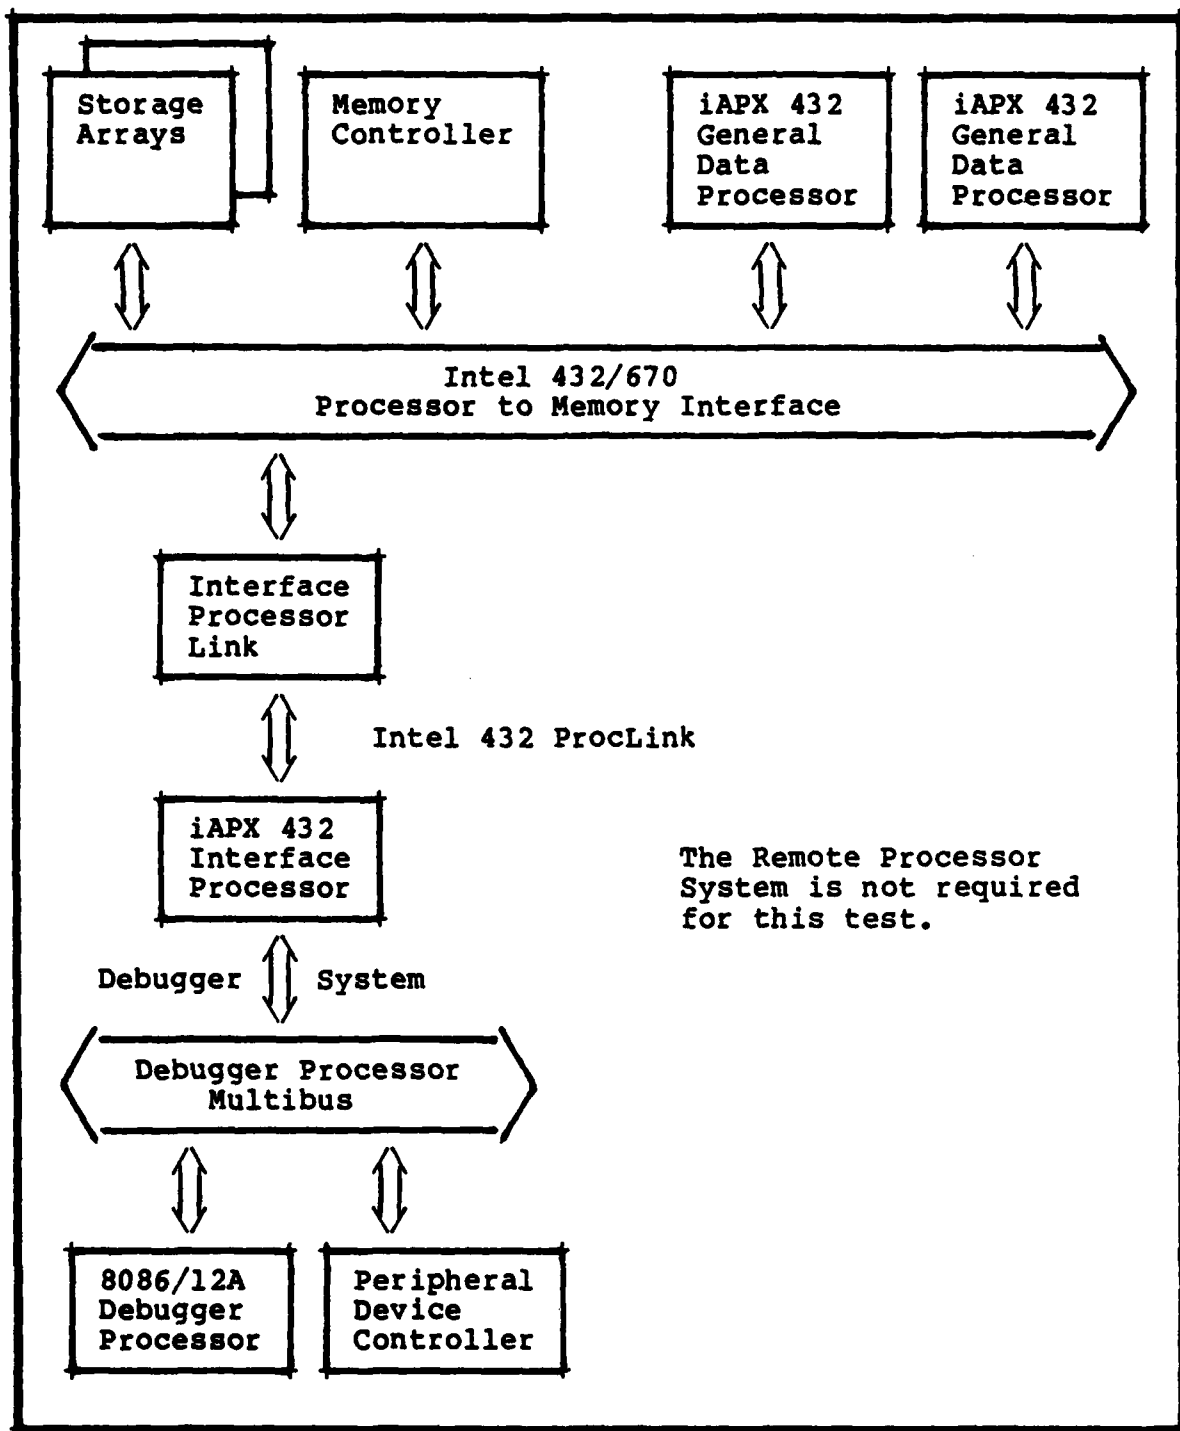 Storage
Arrays
Memory
Controller
iAPX 432
General
Data
Processor
iAPX 432
General
Data
Processor
Intel 432/670
Processor to Memory Interface
Interface
Processor
Link
Intel 432 ProcLink
iAPX 432
Interface
Processor
The Remote Processor
System is not required
for this test.
Debugger System
Debugger Processor
Multibus
8086/12A
Debugger
Processor
Peripheral
Device
Controller